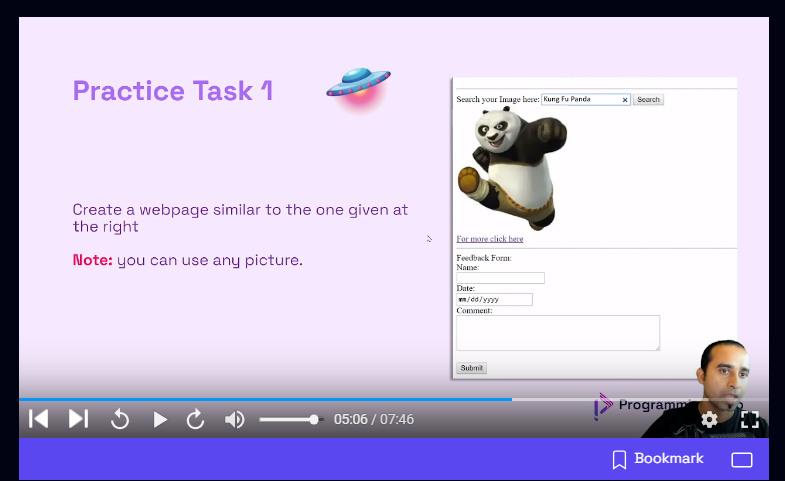 Practice Task 1
Create a webpage similar to the one given at
the right
Note: you can use any picture.
Search your Image here: Kung Fu Panda × Search
For more click here
Feedback Form:
Name:
Date:
mm/dd/yyyy
Comment:
Submit
05:06 / 07:46
Bookmark